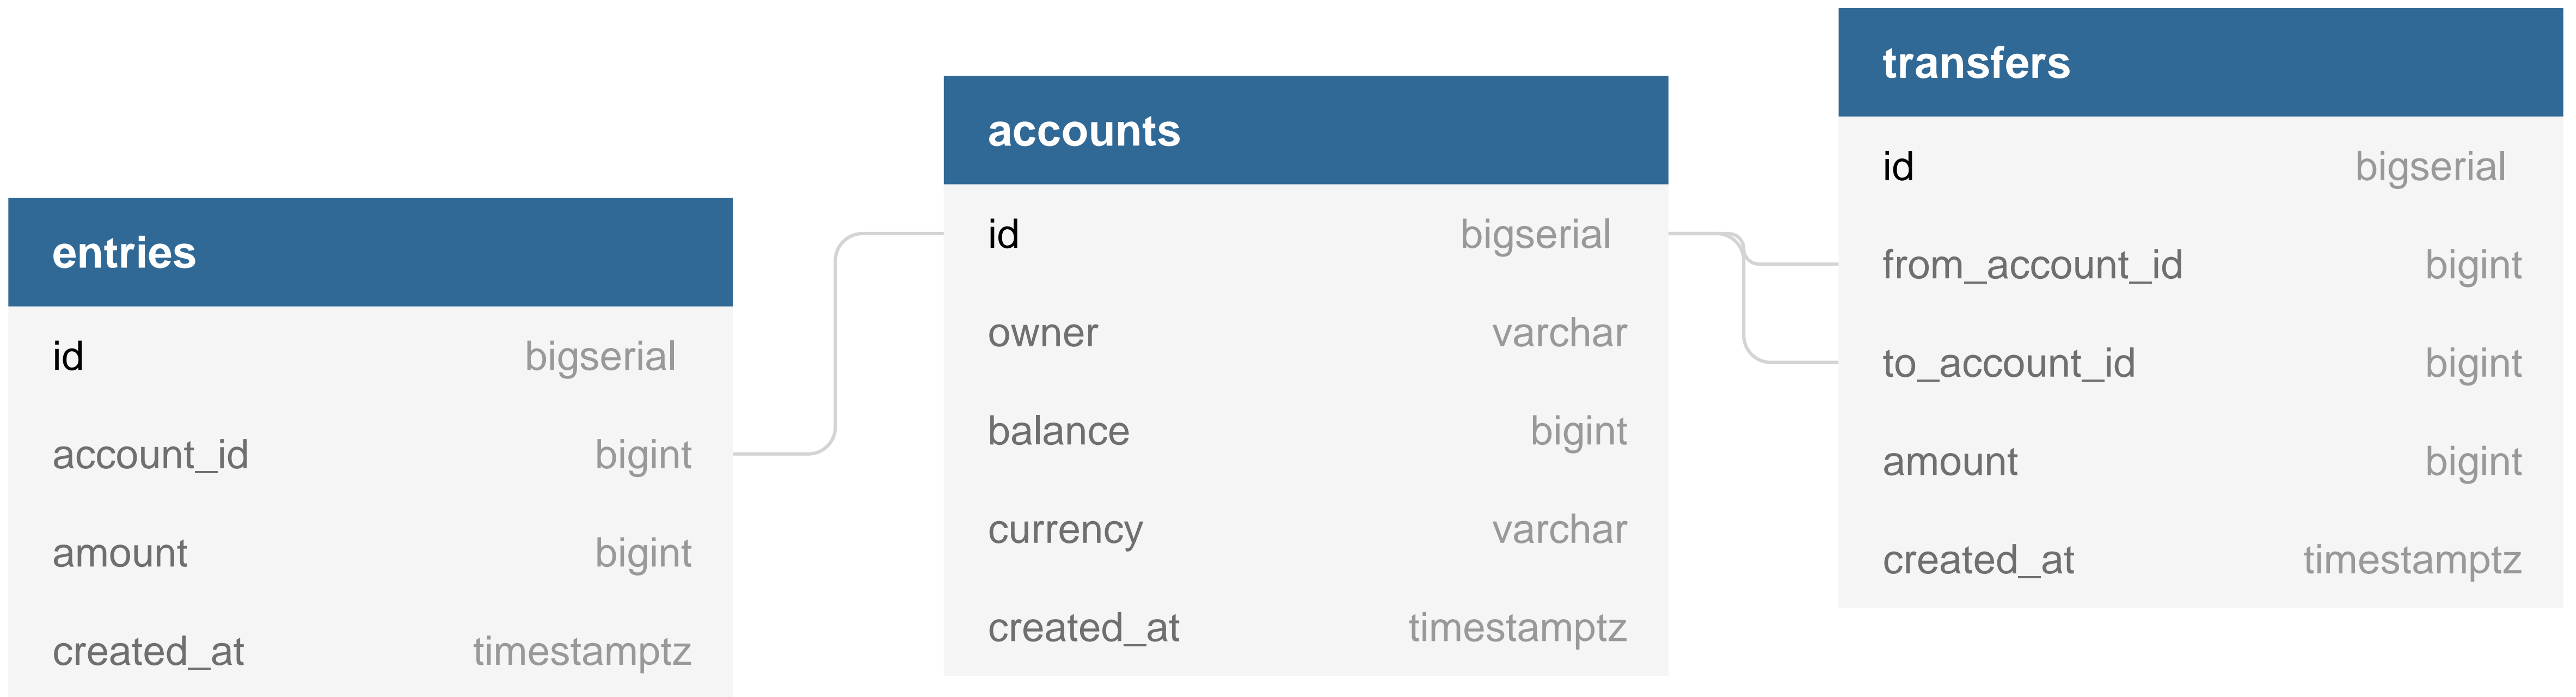 entries
id bigserial
account_id bigint
amount bigint
created_at timestamptz
accounts
id bigserial
owner varchar
balance bigint
currency varchar
created_at timestamptz
transfers
id bigserial
from_account_id bigint
to_account_id bigint
amount bigint
created_at timestamptz